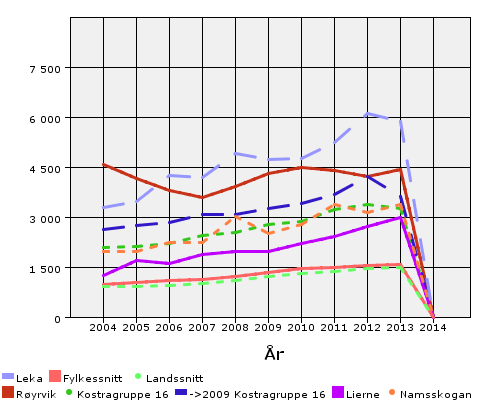 7 500
6 000
4 500
3 000
1 500
0
2004 2005 2006 2007 2008 2009 2010 2011 2012 2013 2014
År
Leka Fylkessnitt Landssnitt
Røyrvik Kostragruppe 16 ->2009 Kostragruppe 16 Lierne Namsskogan